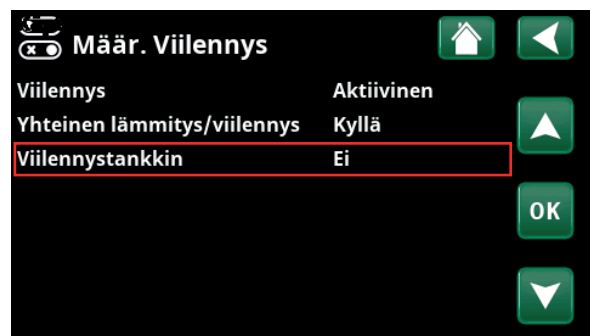 Määr. Viilennys
Viilennys Aktiivinen
Yhteinen lämmitys/viilennys Kyllä
Viilennystankkin Ei
OK